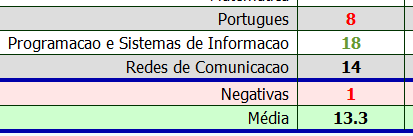 Portugues 8
Programacao e Sistemas de Informacao 18
Redes de Comunicacao 14
Negativas 1
Média 13.3